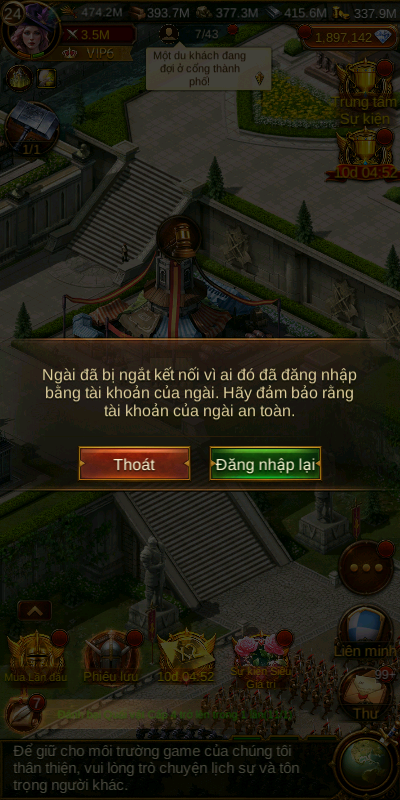 24
474.2M
393.7M
377.3M
415.6M
337.9M
3.5M
7/43
1,897,142
VIP6
Một du khách đang
đợi ở cổng thành
phố!
Trung tâm
Sự kiện
1/1
10d 04:52
Ngài đã bị ngắt kết nối vì ai đó đã đăng nhập
bằng tài khoản của ngài. Hãy đảm bảo rằng
tài khoản của ngài an toàn.
Thoát
Đăng nhập lại
Liên minh
Mua Lần đầu
Phiêu lưu
10d 04:52
Sự kiện Siêu
Giá trị
99+
Thư
Để giữ cho môi trường game của chúng tôi
thân thiện, vui lòng trò chuyện lịch sự và tôn
trọng người khác.